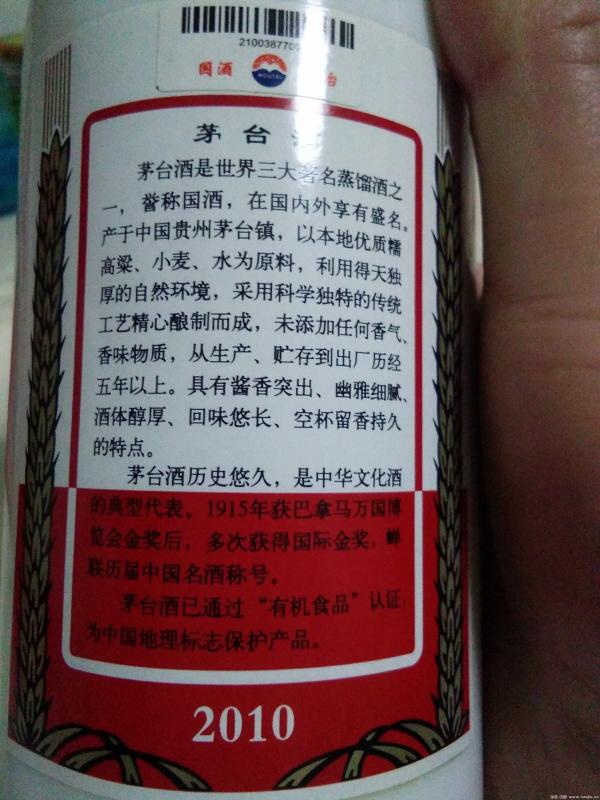 2100387700
国酒 台
MOUTAI
茅台
茅台酒是世界三大著名蒸馏酒之
一，誉称国酒，在国内外享有盛名。
产于中国贵州茅台镇，以本地优质糯
高粱、小麦、水为原料，利用得天独
厚的自然环境，采用科学独特的传统
工艺精心酿制而成，未添加任何香气、
香味物质，从生产、贮存到出厂历经
五年以上。具有酱香突出、幽雅细腻、
酒体醇厚、回味悠长、空杯留香持久
的特点。
茅台酒历史悠久，是中华文化酒
的典型代表。1915年获巴拿马万国博
览会金奖后，多次获得国际金奖，蝉
联历届中国名酒称号。
茅台酒已通过“有机食品”认证，
为中国地理标志保护产品。
2010